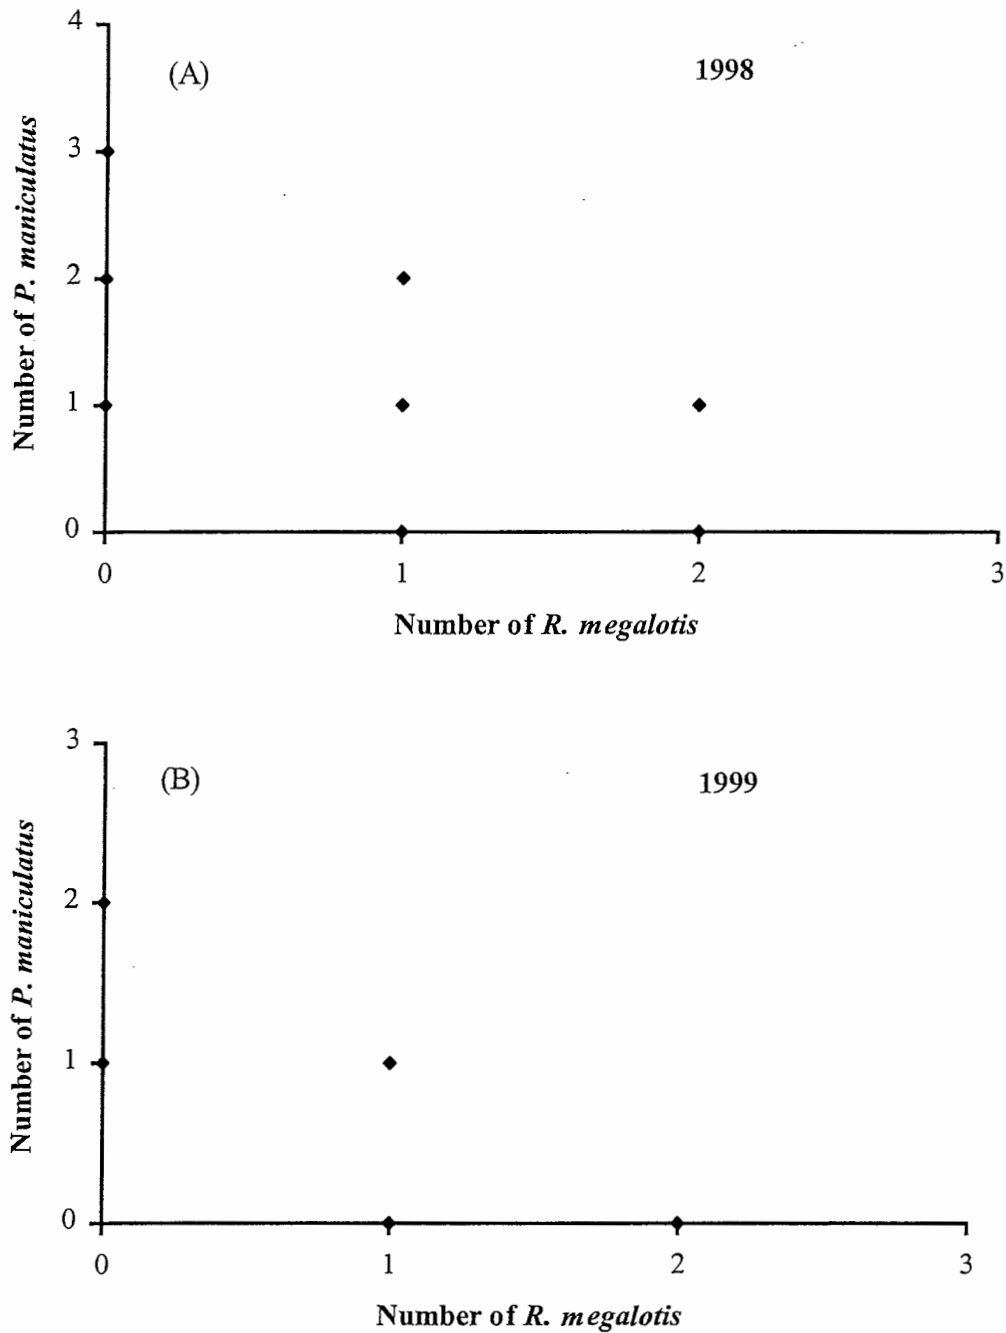 4
(A)
1998
3
2
1
0
0 1 2 3
Number of P. maniculatus
Number of R. megalotis
3
(B)
1999
2
1
0
0 1 2 3
Number of P. maniculatus
Number of R. megalotis